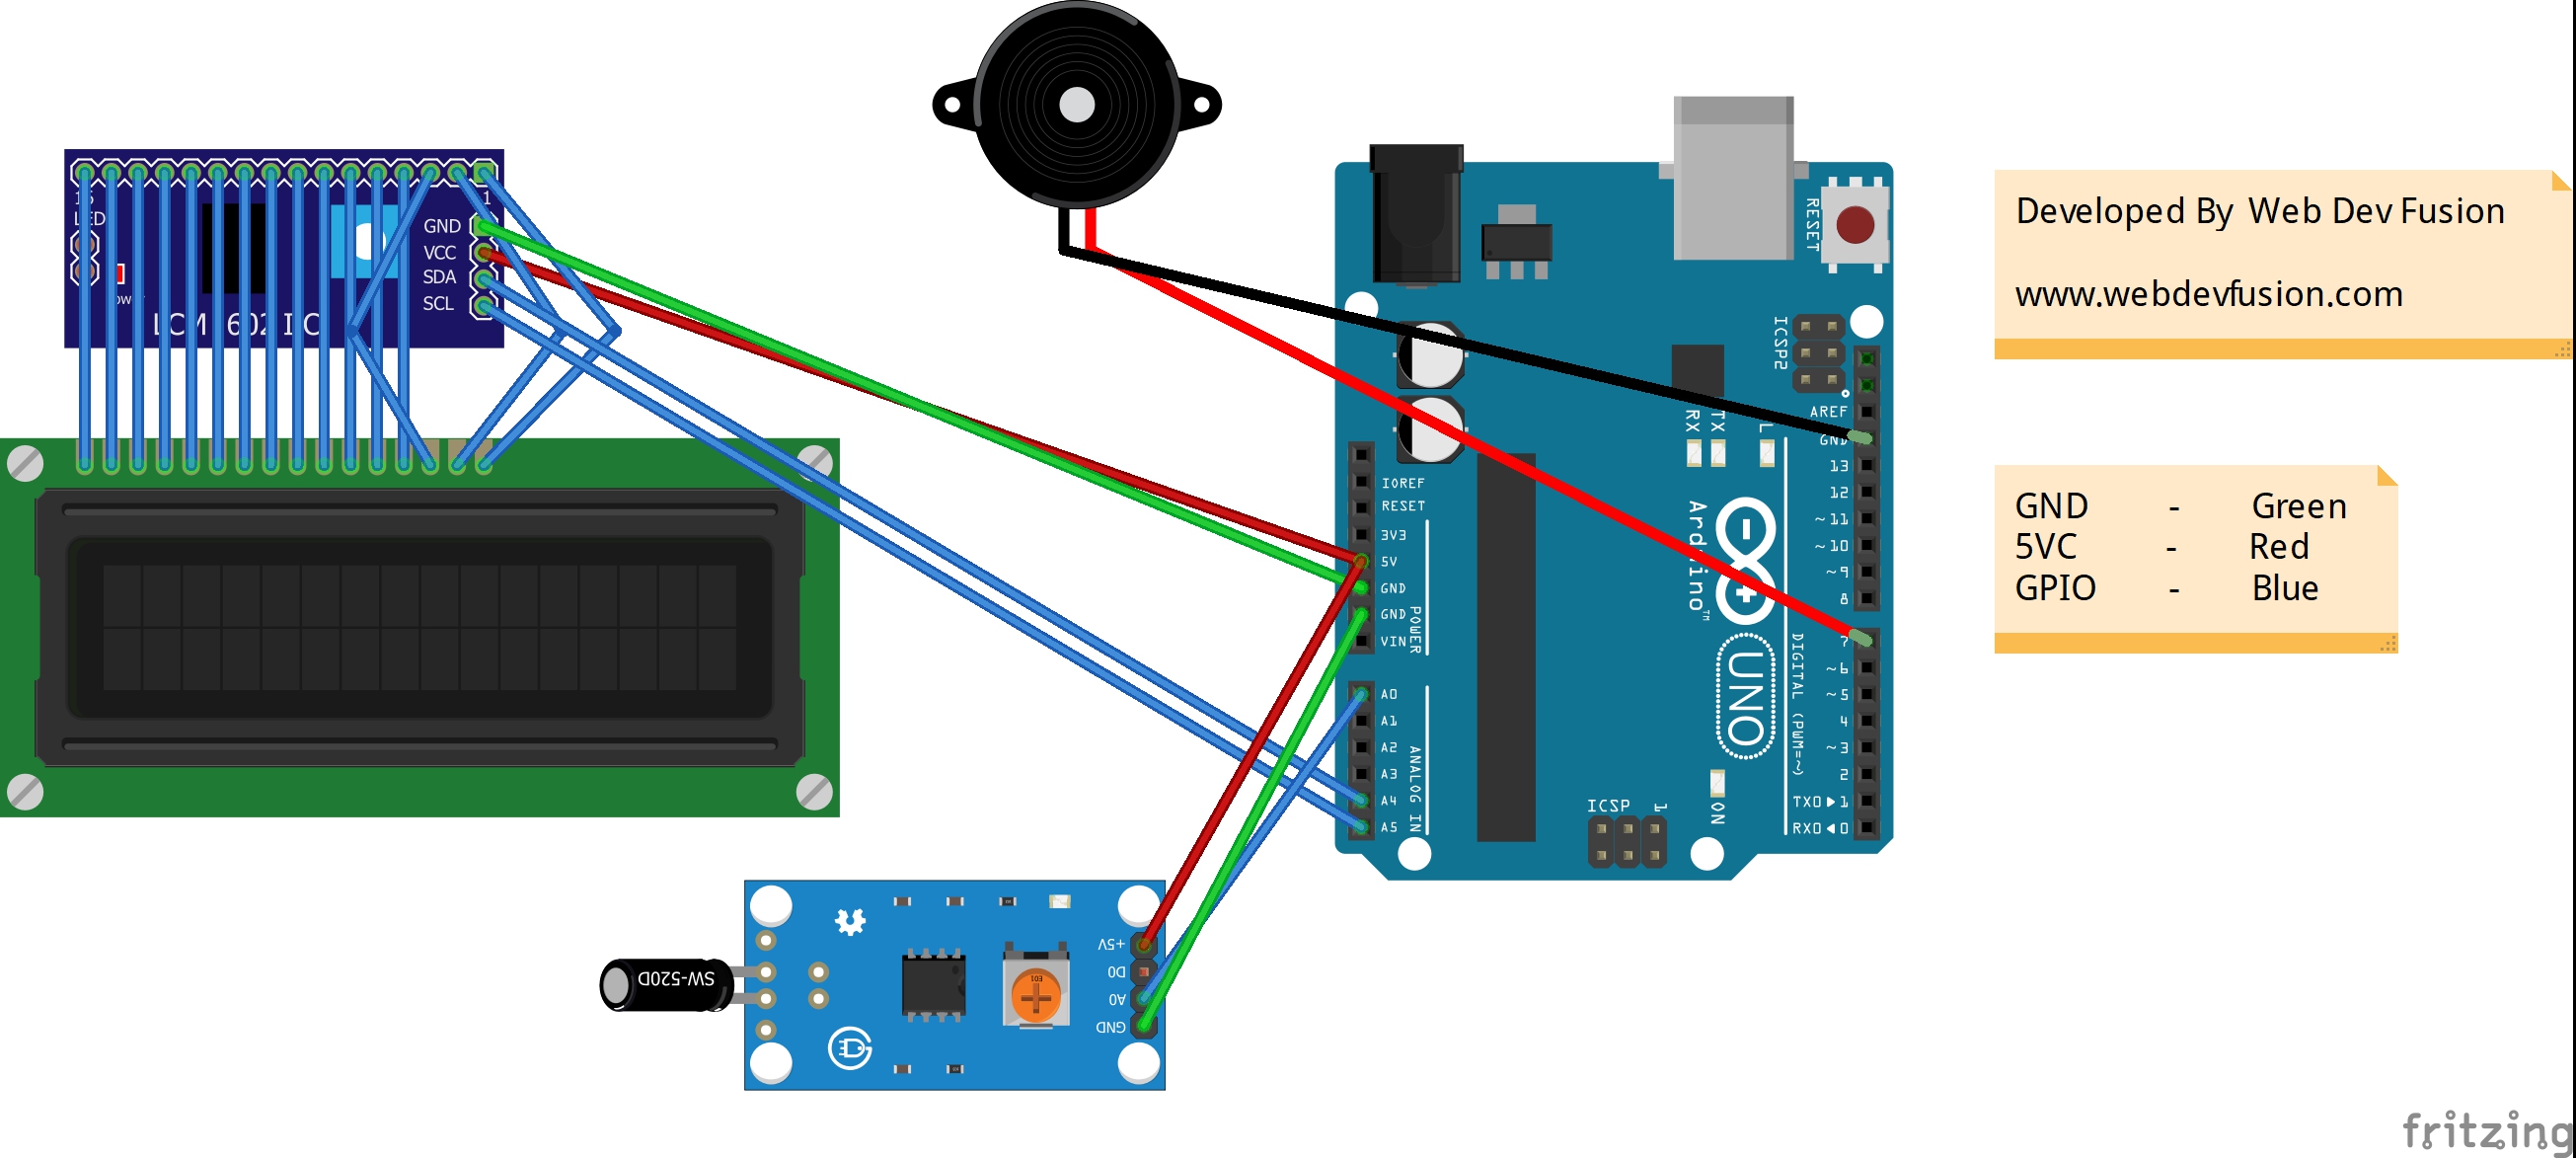 16
1
LED
GND
VCC
SDA
SCL
RESET
ICSP2
AREF
GND
RX
TX
L
13
12
~11
~10
~9
8
IOREF
RESET
3V3
5V
GND
GND
VIN
POWER
Arduino™
UNO
7
~6
~5
4
~3
2
TX0▶1
RX0◀0
DIGITAL (PWM=~)
A0
A1
A2
A3
A4
A5
ANALOG IN
ICSP
1
ON
SW-520D
+5V
D0
A0
GND
Developed By Web Dev Fusion
www.webdevfusion.com
GND - Green
5VC - Red
GPIO - Blue
fritzing